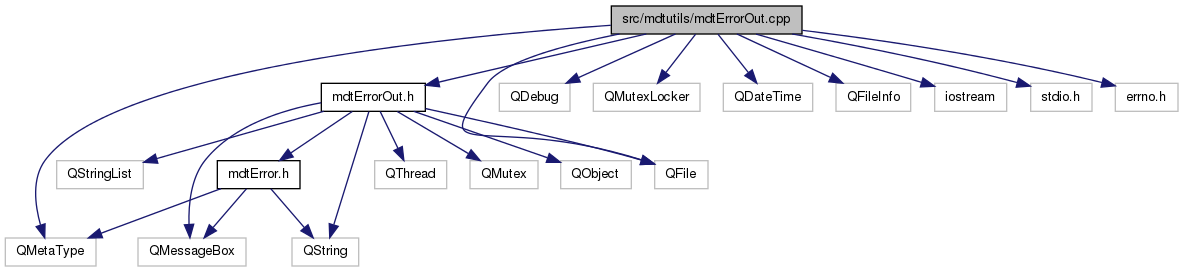 src/mdtutils/mdtErrorOut.cpp
mdtErrorOut.h
QDebug
QMutexLocker
QDateTime
QFileInfo
iostream
stdio.h
errno.h
QStringList
mdtError.h
QThread
QMutex
QObject
QFile
QMetaType
QMessageBox
QString